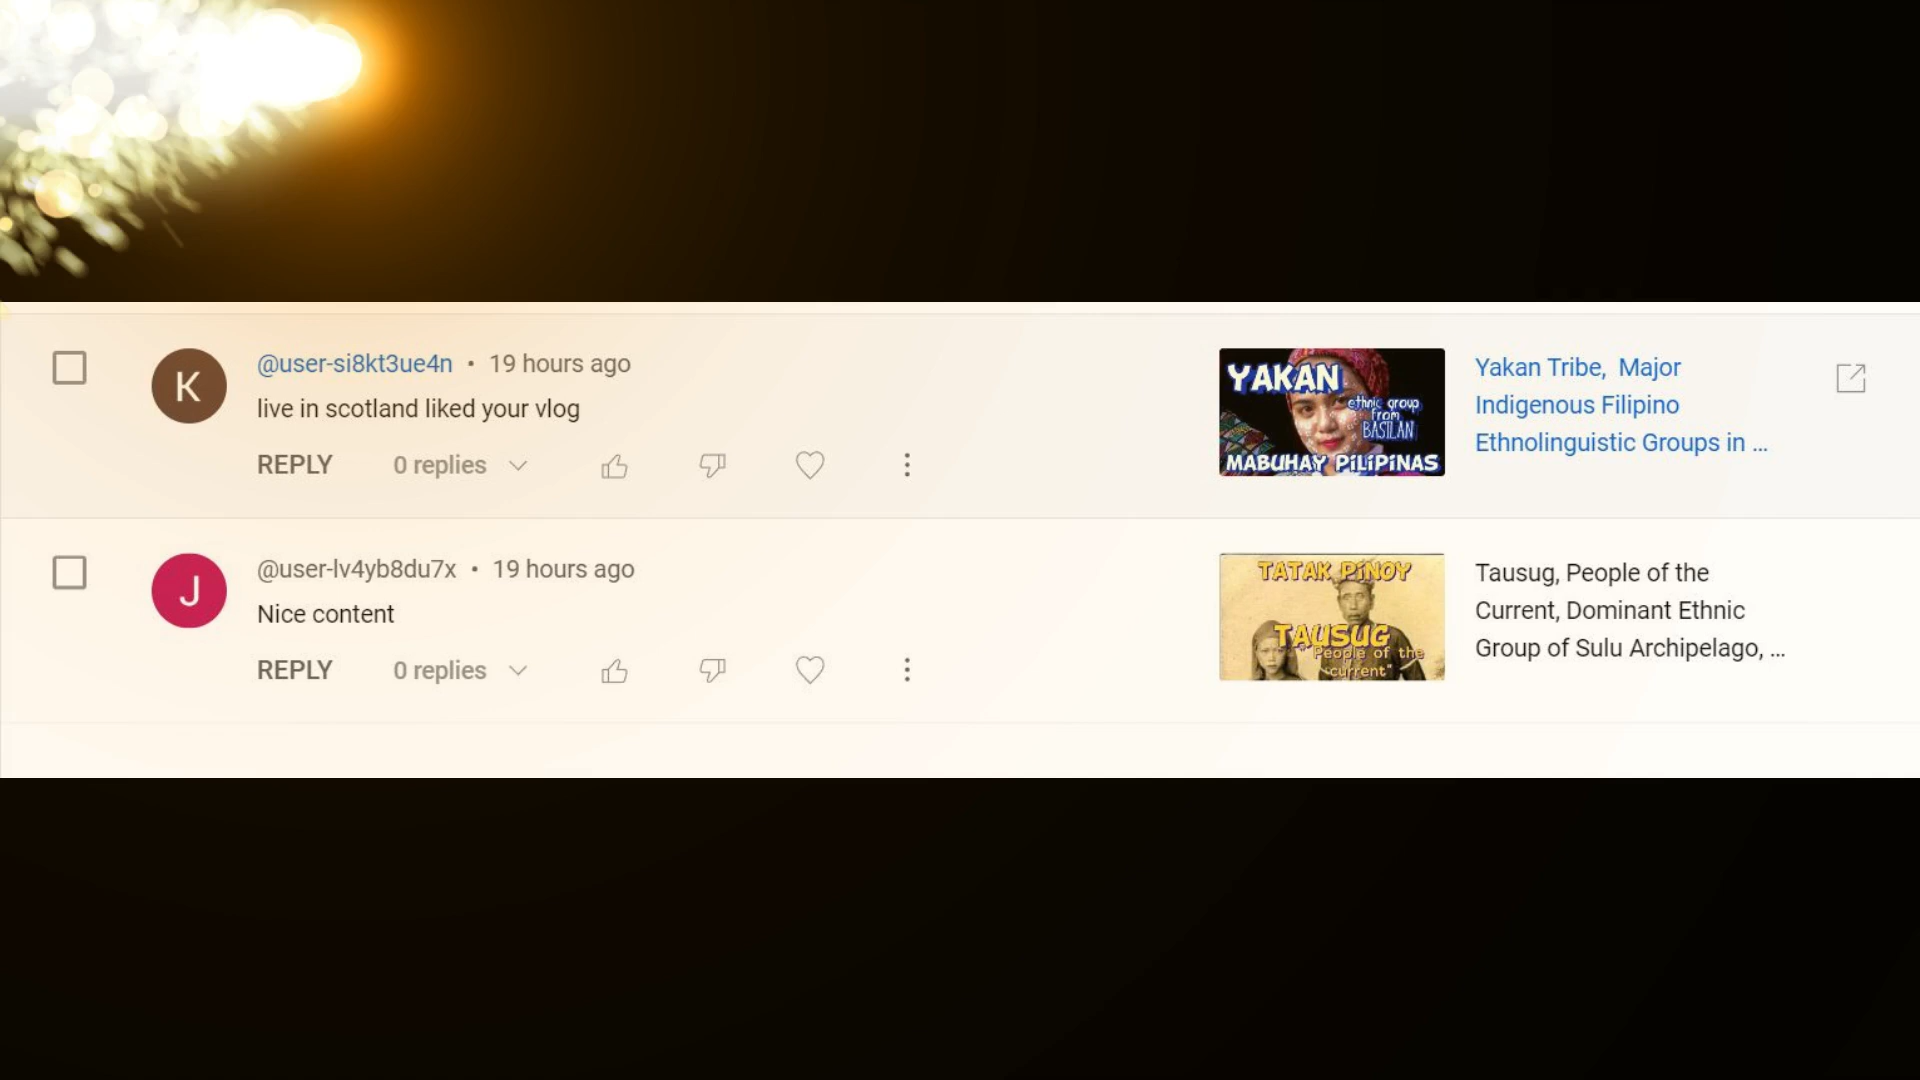 K
@user-si8kt3ue4n • 19 hours ago
live in scotland liked your vlog
REPLY 0 replies
YAKAN
ethnic group
from
BASILAN
MABUHAY PiLiPiNAS
Yakan Tribe, Major
Indigenous Filipino
Ethnolinguistic Groups in ...
J
@user-lv4yb8du7x • 19 hours ago
Nice content
REPLY 0 replies
TATAK PiNOY
TAUSUG
"People of the
current"
Tausug, People of the
Current, Dominant Ethnic
Group of Sulu Archipelago, ...